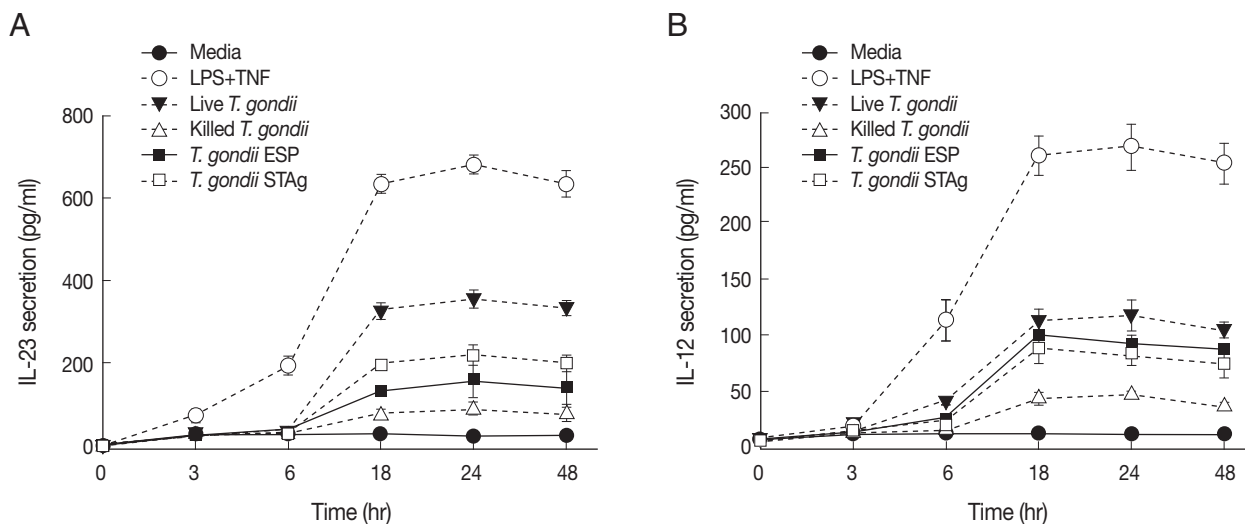 A
Media
LPS+TNF
Live T. gondii
Killed T. gondii
T. gondii ESP
T. gondii STAg
800
600
400
200
0
IL-23 secretion (pg/ml)
0 3 6 18 24 48
Time (hr)
B
Media
LPS+TNF
Live T. gondii
Killed T. gondii
T. gondii ESP
T. gondii STAg
300
250
200
150
100
50
0
IL-12 secretion (pg/ml)
0 3 6 18 24 48
Time (hr)